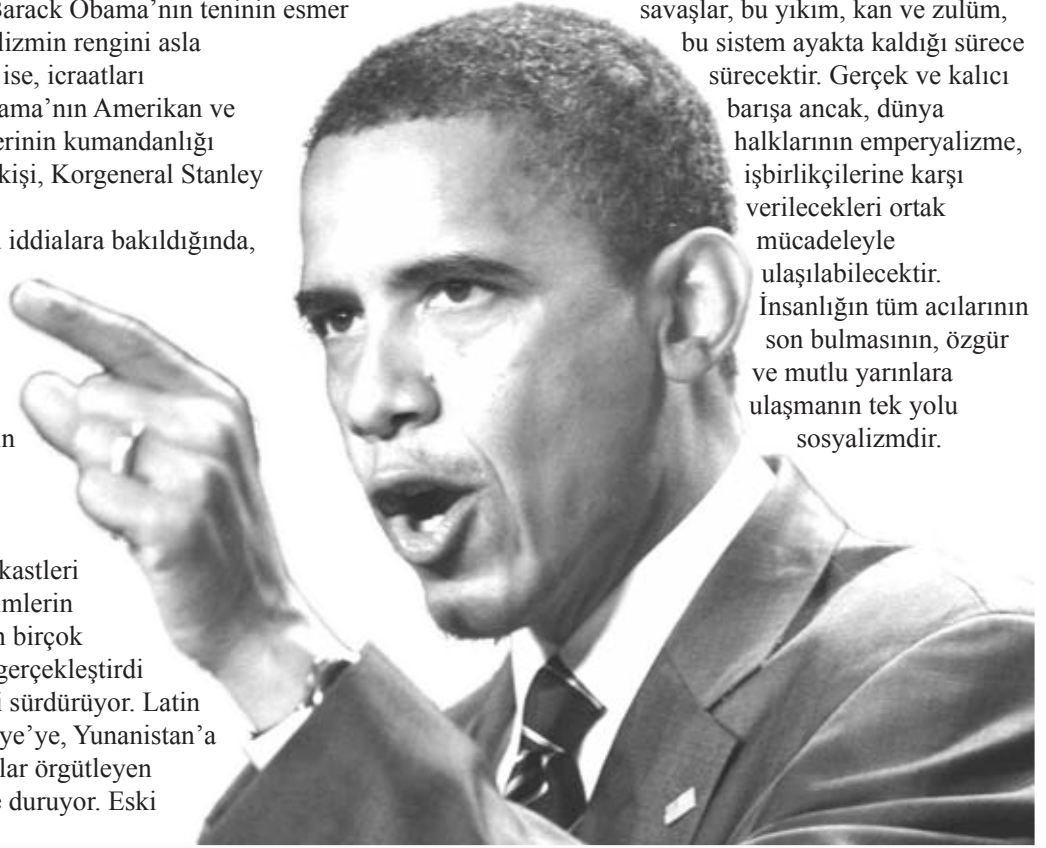 Barack Obama’nın teninin esmer
lizmin rengini asla
ise, icraatları
ama’nın Amerikan ve
erinin kumandanlığı
kişi, Korgeneral Stanley
iddialara bakıldığında,
ın
kastleri
mlerin
n birçok
gerçekleştirdi
i sürdürüyor. Latin
ye’ye, Yunanistan’a
lar örgütleyen
e duruyor. Eski
savaşlar, bu yıkım, kan ve zulüm,
bu sistem ayakta kaldığı sürece
sürecektir. Gerçek ve kalıcı
barışa ancak, dünya
halklarının emperyalizme,
işbirlikçilerine karşı
verilecekleri ortak
mücadeleyle
ulaşılabilecektir.
İnsanlığın tüm acılarının
son bulmasının, özgür
ve mutlu yarınlara
ulaşmanın tek yolu
sosyalizmdir.